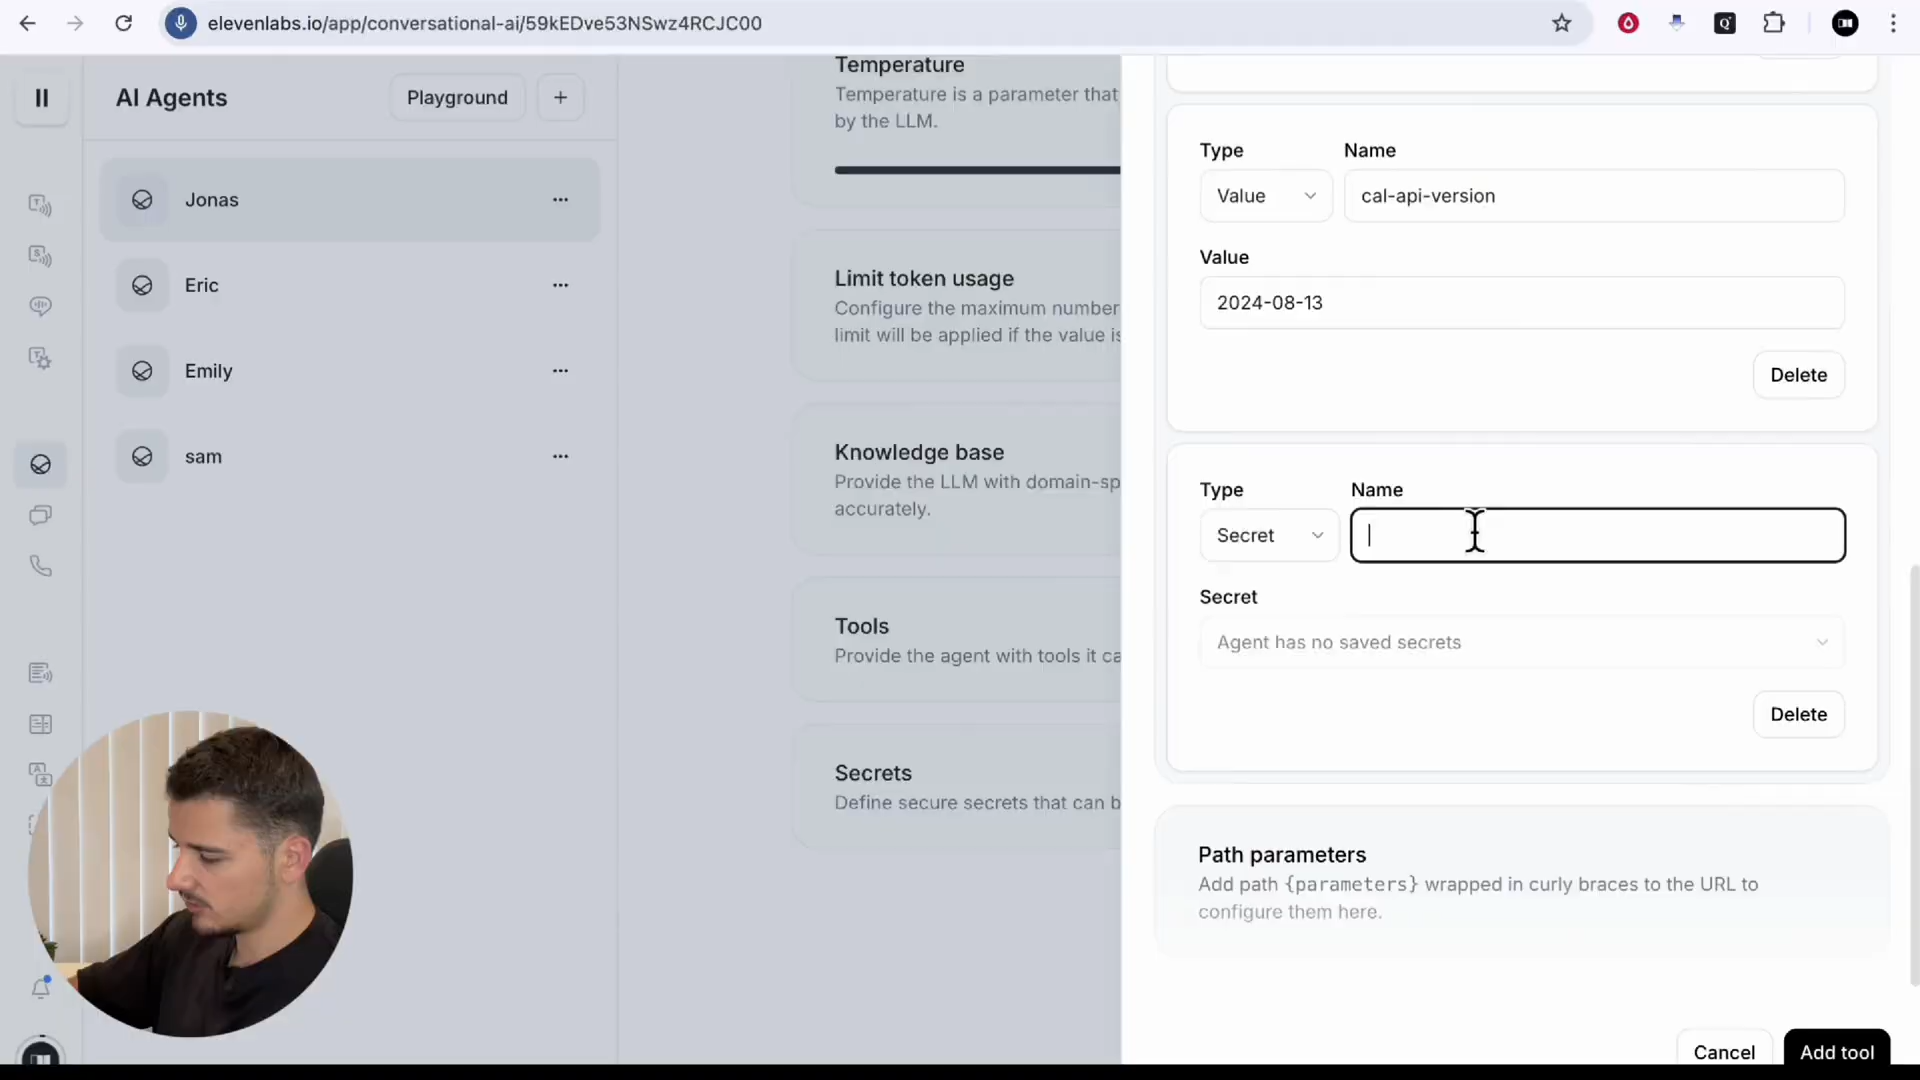 elevenlabs.io/app/conversational-ai/59kEDve53NSwz4RCJC00
AI Agents
Playground
+
Jonas
Eric
Emily
sam
Temperature
Temperature is a parameter that
by the LLM.
Limit token usage
Configure the maximum number
limit will be applied if the value is
Knowledge base
Provide the LLM with domain-sp
accurately.
Tools
Provide the agent with tools it ca
Secrets
Define secure secrets that can b
Type
Name
Value
cal-api-version
Value
2024-08-13
Delete
Type
Name
Secret
Secret
Agent has no saved secrets
Delete
Path parameters
Add path {parameters} wrapped in curly braces to the URL to
configure them here.
Cancel
Add tool